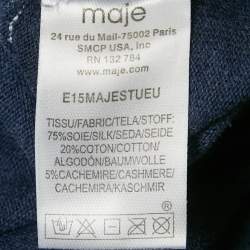 maje
24 rue du Mail-75002 Paris
SMCP USA, Inc
RN 132 784
www.maje.com
E15MAJESTUEU
TISSU/FABRIC/TELA/STOFF:
75%SOIE/SILK/SEDA/SEIDE
20%COTON/COTTON/
ALGODÓN/BAUMWOLLE
5%CACHEMIRE/CASHMERE/
CACHEMIRA/KASCHMIR